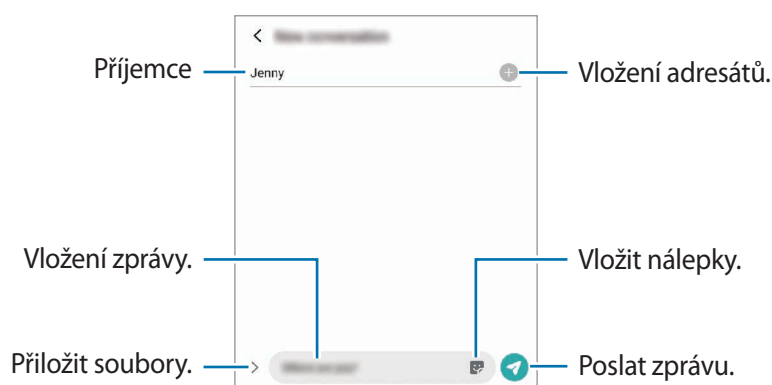 Příjemce
Jenny
Vložení adresátů.
Vložení zprávy.
Vložit nálepky.
Přiložit soubory.
Poslat zprávu.